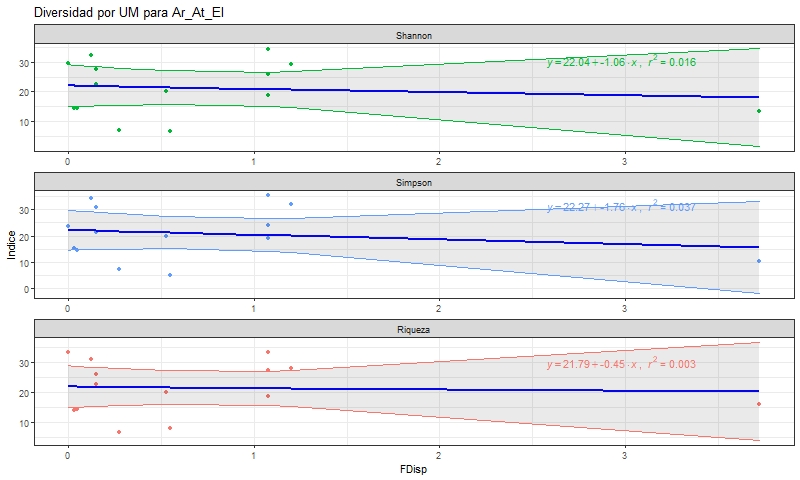 Diversidad por UM para Ar_At_El
Shannon
30
20
10
y = 22.04 + -1.06 · x , r² = 0.016
0 1 2 3
Simpson
30
20
10
0
y = 22.27 + -1.76 · x , r² = 0.037
0 1 2 3
Indice
Riqueza
30
20
10
y = 21.79 + -0.45 · x , r² = 0.003
0 1 2 3
FDisp